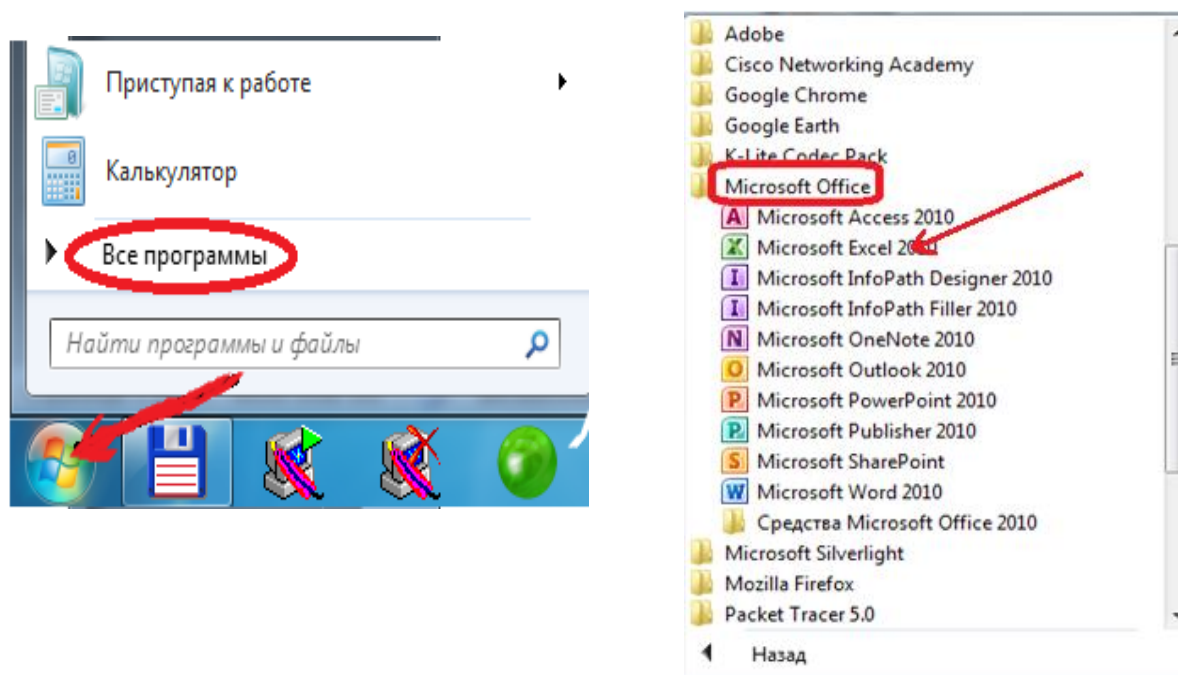 Приступая к работе
Калькулятор
Все программы
Найти программы и файлы
Adobe
Cisco Networking Academy
Google Chrome
Google Earth
K-Lite Codec Pack
Microsoft Office
Microsoft Access 2010
Microsoft Excel 2010
Microsoft InfoPath Designer 2010
Microsoft InfoPath Filler 2010
Microsoft OneNote 2010
Microsoft Outlook 2010
Microsoft PowerPoint 2010
Microsoft Publisher 2010
Microsoft SharePoint
Microsoft Word 2010
Средства Microsoft Office 2010
Microsoft Silverlight
Mozilla Firefox
Packet Tracer 5.0
Назад